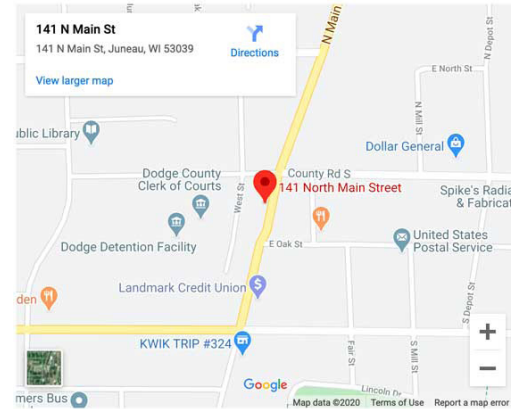 141 N Main St
141 N Main St, Juneau, WI 53039
Directions
View larger map
N Main
N Depot St
E North St
N Mill St
ublic Library
Dollar General
Dodge County
Clerk of Courts
County Rd S
141 North Main Street
West St
Spike's Radia
& Fabricat
United States
Postal Service
Dodge Detention Facility
E Oak St
Landmark Credit Union
den
KWIK TRIP #324
Fair St
S Mill St
S Depot St
Google
Lincoln Dr
mers Bus
Map data ©2020
Terms of Use
Report a map error